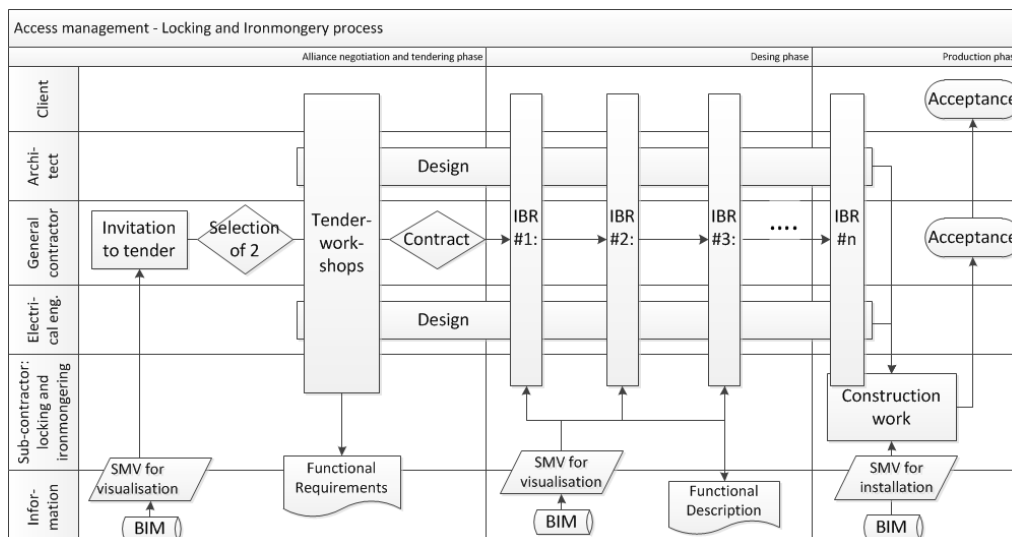 Access management - Locking and Ironmongery process
Alliance negotiation and tendering phase
Desing phase
Production phas
Client
Acceptance
Archi-
tect
Design
General
contractor
Invitation
to tender
Selection
of 2
Tender-
work-
shops
Contract
IBR
#1:
IBR
#2:
IBR
#3:
....
IBR
#n
Acceptance
Electri-
cal eng.
Design
Sub-contractor:
locking and
ironmongering
Construction
work
SMV for
visualisation
Functional
Requirements
SMV for
visualisation
Functional
Description
SMV for
installation
Infor-
mation
BIM
BIM
BIM